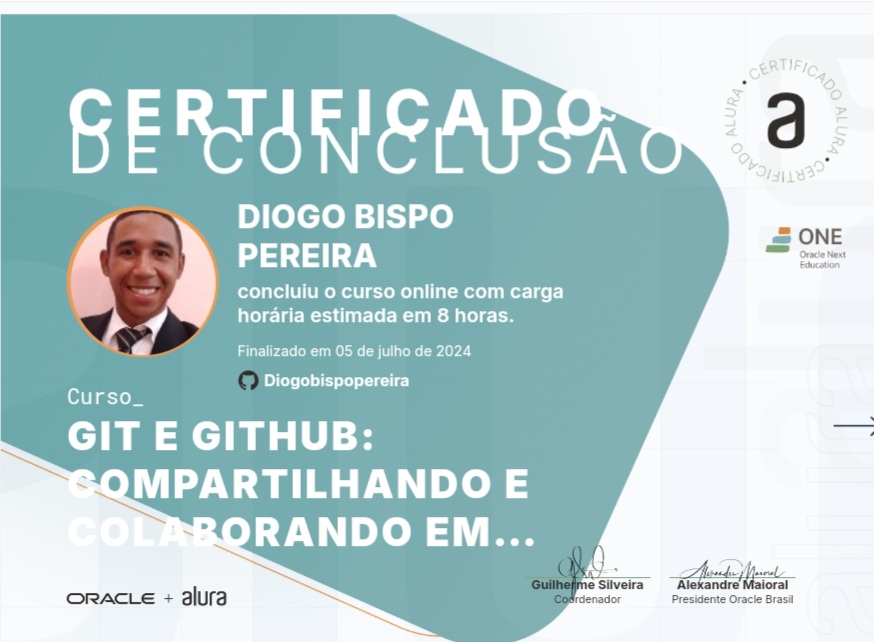 CERTIFICADO
DE CONCLUSÃO
CERTIFICADO ALURA • CERTIFICADO ALURA •
a
DIOGO BISPO
PEREIRA
ONE
Oracle Next
Education
concluiu o curso online com carga
horária estimada em 8 horas.
Finalizado em 05 de julho de 2024
Diogobispopereira
Curso_
GIT E GITHUB:
COMPARTILHANDO E
COLABORANDO EM...
Guilherme Silveira
Coordenador
Alexandre Maioral
Alexandre Maioral
Presidente Oracle Brasil
ORACLE + alura